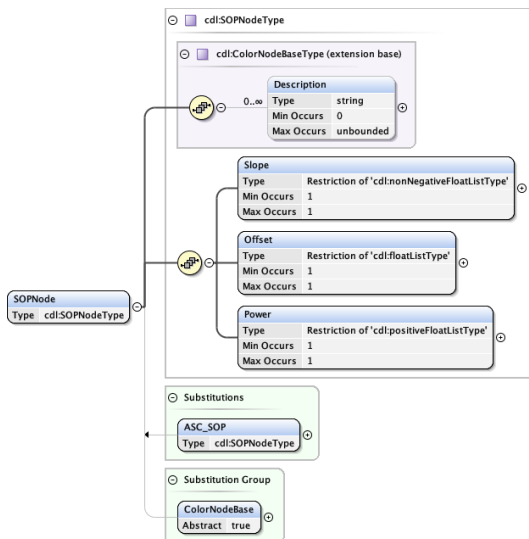 cdl:SOPNodeType
cdl:ColorNodeBaseType (extension base)
0..∞
Description
Type string
Min Occurs 0
Max Occurs unbounded
Slope
Type Restriction of 'cdl:nonNegativeFloatListType'
Min Occurs 1
Max Occurs 1
Offset
Type Restriction of 'cdl:floatListType'
Min Occurs 1
Max Occurs 1
SOPNode
Type cdl:SOPNodeType
Power
Type Restriction of 'cdl:positiveFloatListType'
Min Occurs 1
Max Occurs 1
Substitutions
ASC_SOP
Type cdl:SOPNodeType
Substitution Group
ColorNodeBase
Abstract true